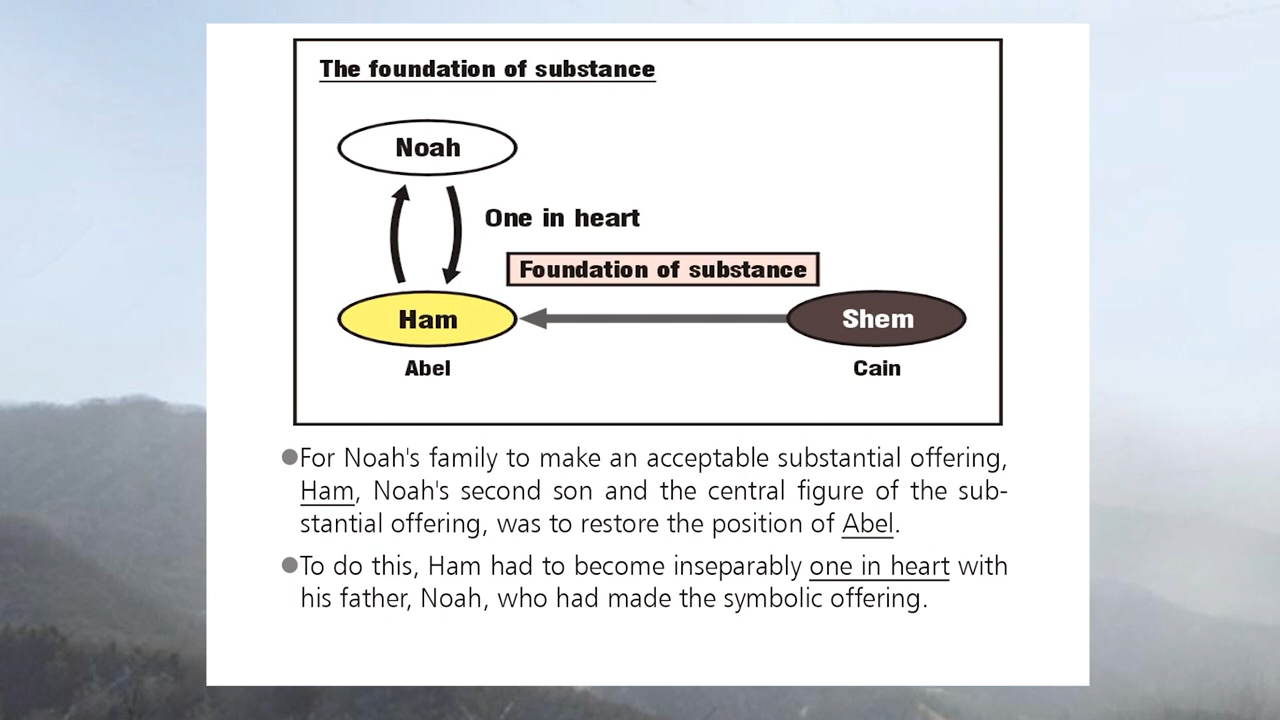 The foundation of substance
Noah
One in heart
Foundation of substance
Ham
Shem
Abel
Cain
●For Noah's family to make an acceptable substantial offering,
Ham, Noah's second son and the central figure of the sub-
stantial offering, was to restore the position of Abel.
●To do this, Ham had to become inseparably one in heart with
his father, Noah, who had made the symbolic offering.